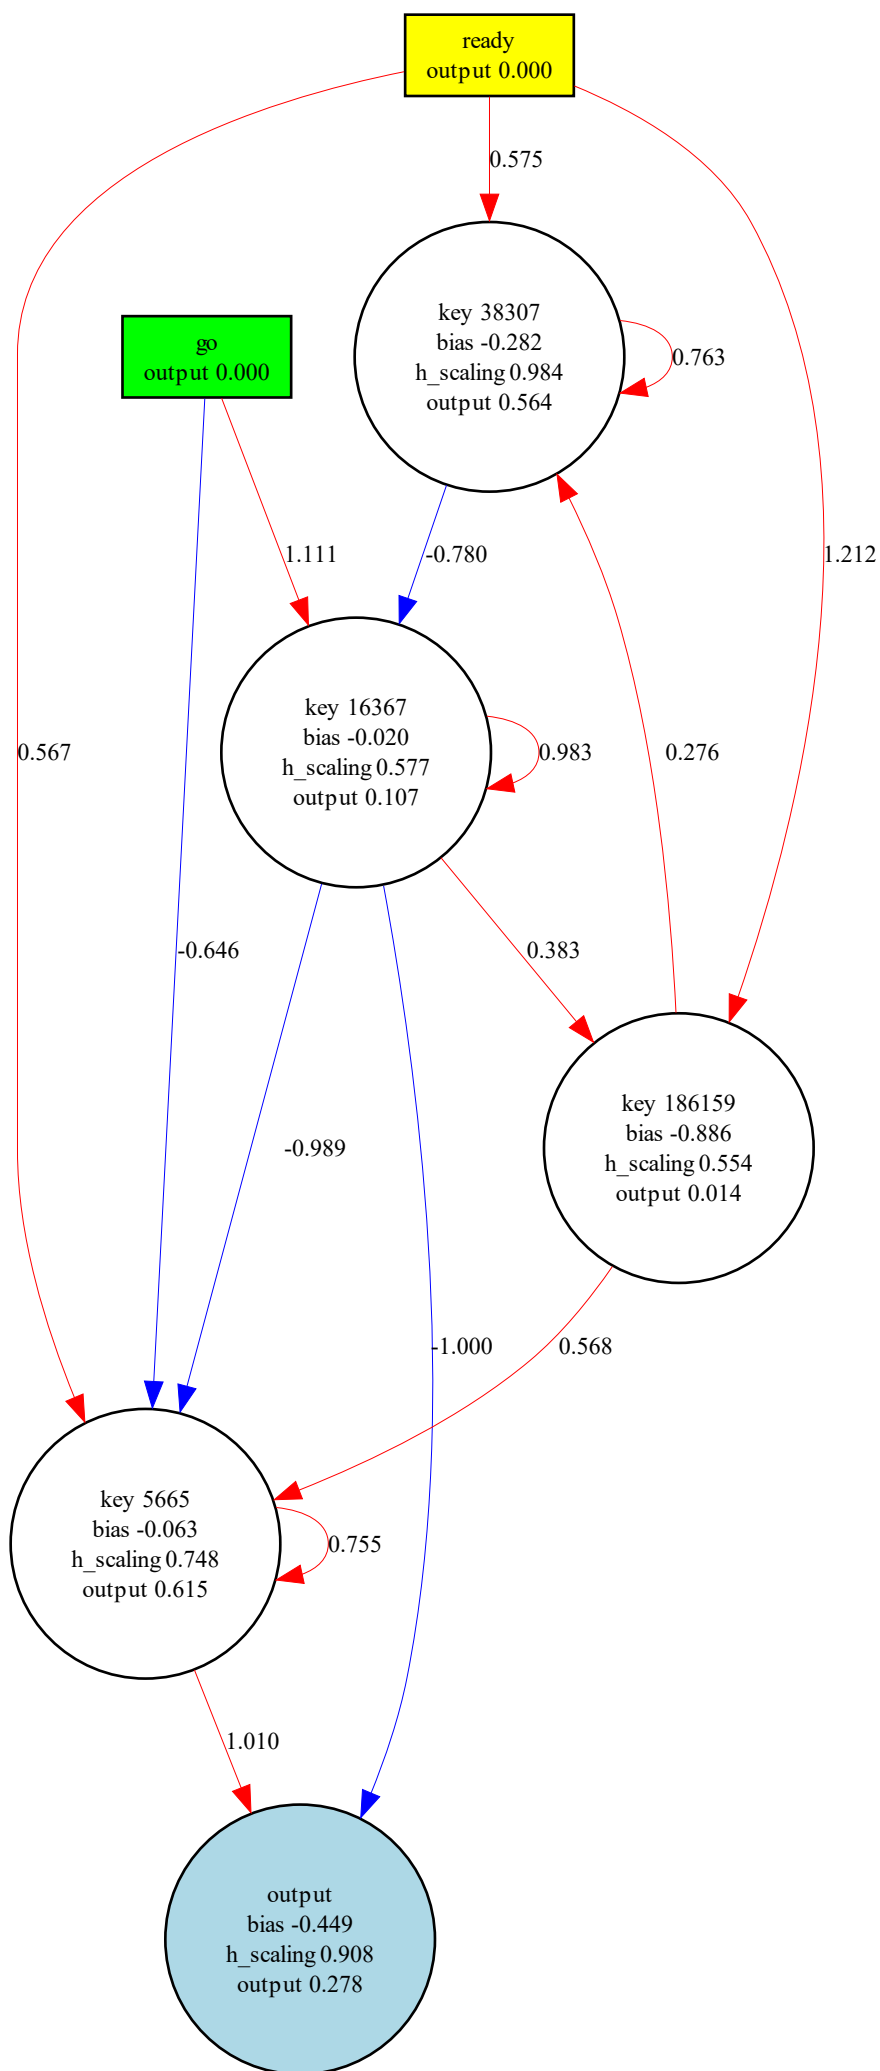 ready
output 0.000
0.575
key 38307
bias -0.282
h_scaling 0.984
output 0.564
0.763
go
output 0.000
1.111
-0.780
1.212
key 16367
bias -0.020
h_scaling 0.577
output 0.107
0.983
0.276
0.567
-0.646
0.383
-0.989
key 186159
bias -0.886
h_scaling 0.554
output 0.014
-1.000
0.568
key 5665
bias -0.063
h_scaling 0.748
output 0.615
0.755
1.010
output
bias -0.449
h_scaling 0.908
output 0.278